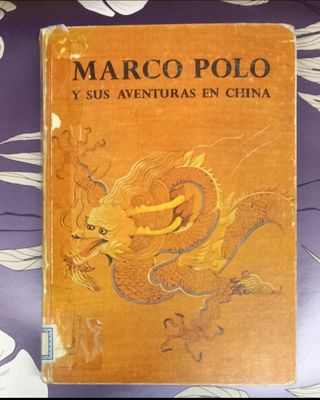 MARCO POLO
Y SUS AVENTURAS EN CHINA